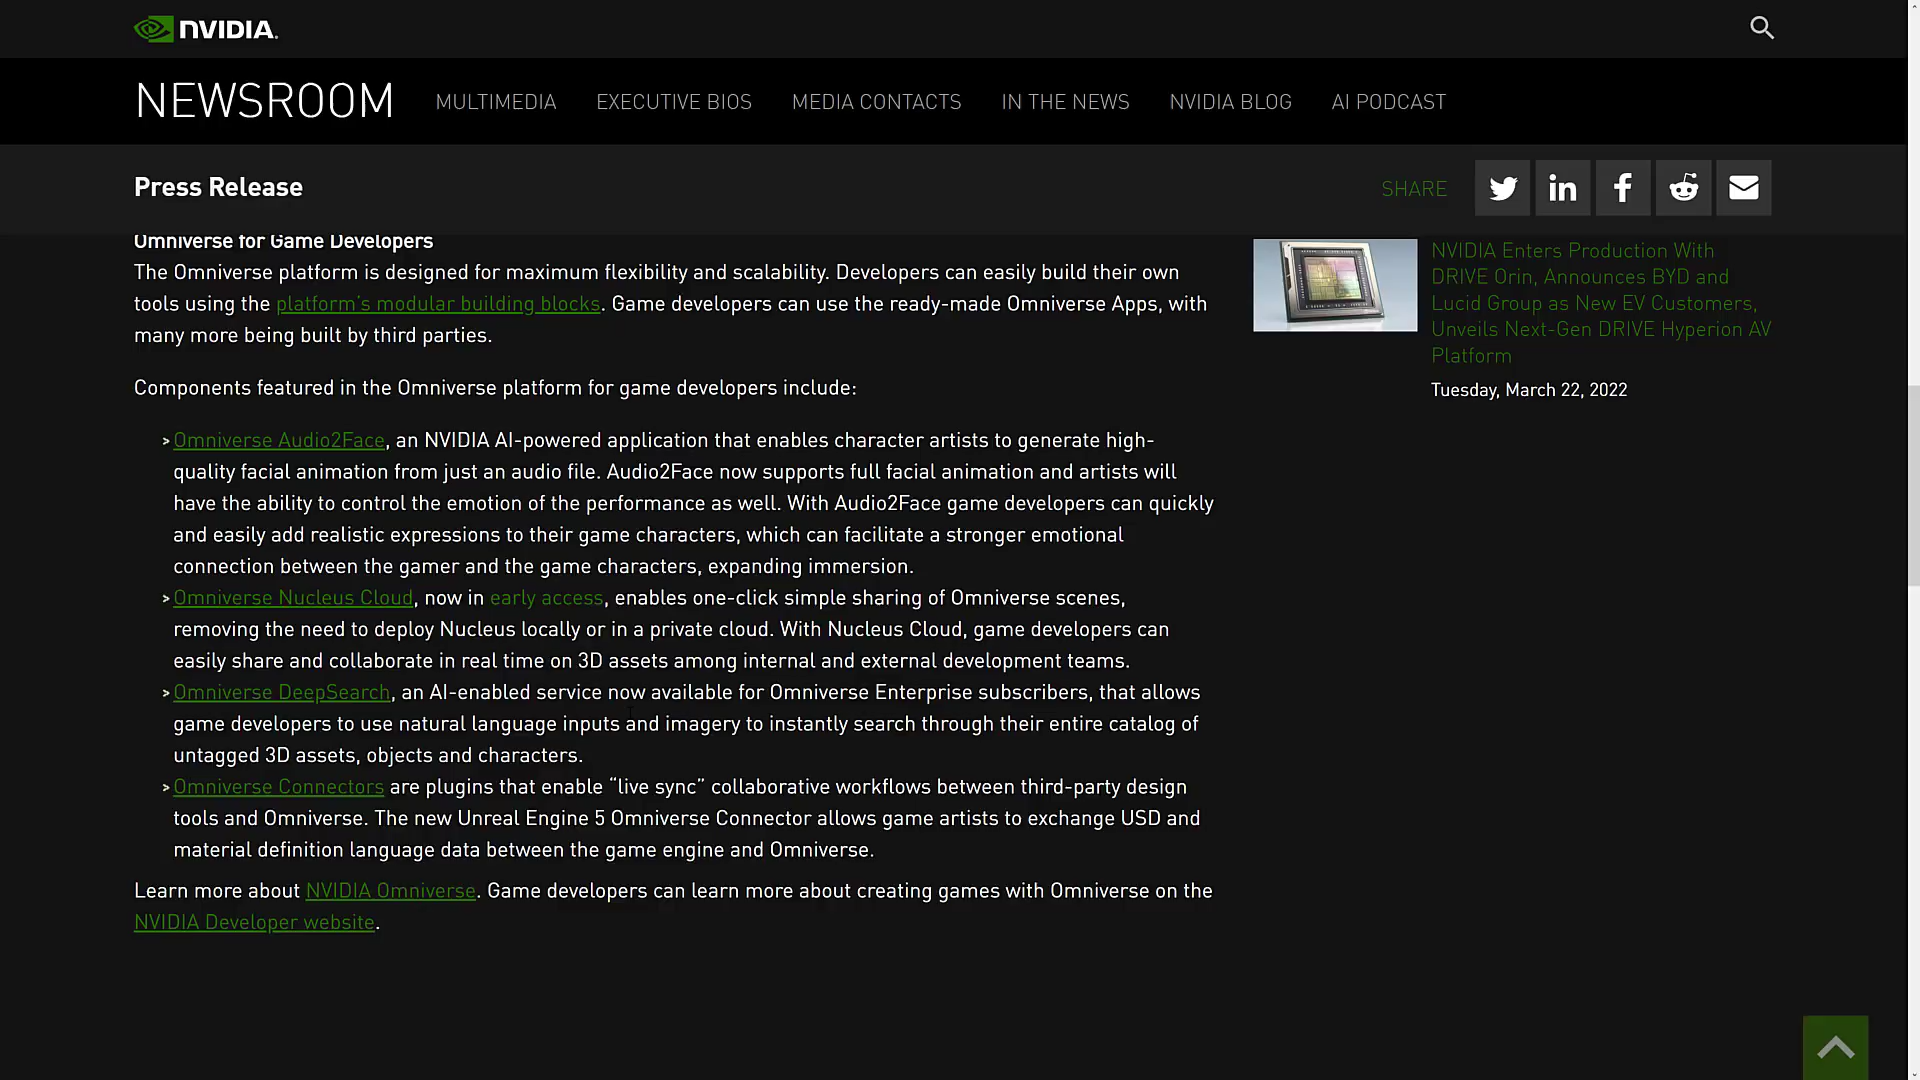 NVIDIA.
NEWSROOM
MULTIMEDIA
EXECUTIVE BIOS
MEDIA CONTACTS
IN THE NEWS
NVIDIA BLOG
AI PODCAST
Press Release
SHARE
Omniverse for Game Developers
The Omniverse platform is designed for maximum flexibility and scalability. Developers can easily build their own
tools using the platform's modular building blocks. Game developers can use the ready-made Omniverse Apps, with
many more being built by third parties.
Components featured in the Omniverse platform for game developers include:
> Omniverse Audio2Face, an NVIDIA AI-powered application that enables character artists to generate high-
quality facial animation from just an audio file. Audio2Face now supports full facial animation and artists will
have the ability to control the emotion of the performance as well. With Audio2Face game developers can quickly
and easily add realistic expressions to their game characters, which can facilitate a stronger emotional
connection between the gamer and the game characters, expanding immersion.
> Omniverse Nucleus Cloud, now in early access, enables one-click simple sharing of Omniverse scenes,
removing the need to deploy Nucleus locally or in a private cloud. With Nucleus Cloud, game developers can
easily share and collaborate in real time on 3D assets among internal and external development teams.
> Omniverse DeepSearch, an AI-enabled service now available for Omniverse Enterprise subscribers, that allows
game developers to use natural language inputs and imagery to instantly search through their entire catalog of
untagged 3D assets, objects and characters.
> Omniverse Connectors are plugins that enable “live sync” collaborative workflows between third-party design
tools and Omniverse. The new Unreal Engine 5 Omniverse Connector allows game artists to exchange USD and
material definition language data between the game engine and Omniverse.
Learn more about NVIDIA Omniverse. Game developers can learn more about creating games with Omniverse on the
NVIDIA Developer website.
NVIDIA Enters Production With
DRIVE Orin, Announces BYD and
Lucid Group as New EV Customers,
Unveils Next-Gen DRIVE Hyperion AV
Platform
Tuesday, March 22, 2022